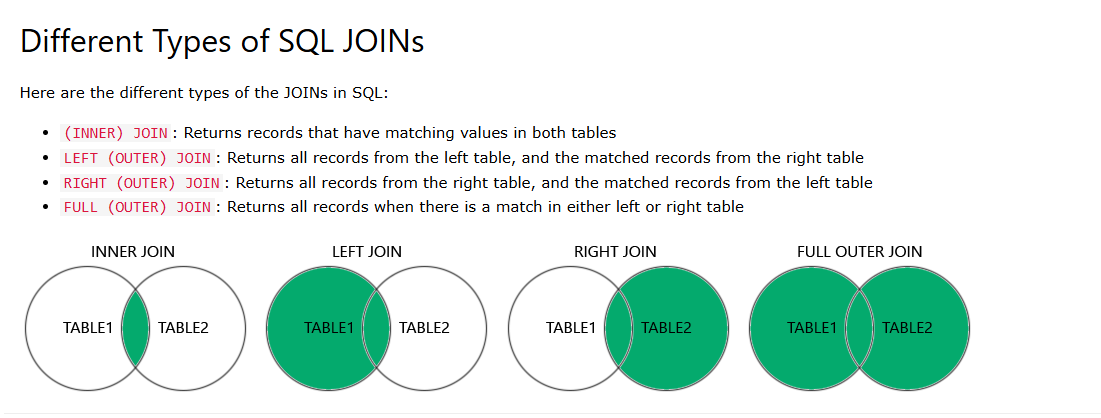 Different Types of SQL JOINs
Here are the different types of the JOINs in SQL:
(INNER) JOIN: Returns records that have matching values in both tables
LEFT (OUTER) JOIN: Returns all records from the left table, and the matched records from the right table
RIGHT (OUTER) JOIN: Returns all records from the right table, and the matched records from the left table
FULL (OUTER) JOIN: Returns all records when there is a match in either left or right table
INNER JOIN LEFT JOIN RIGHT JOIN FULL OUTER JOIN
TABLE1 TABLE2 TABLE1 TABLE2 TABLE1 TABLE2 TABLE1 TABLE2